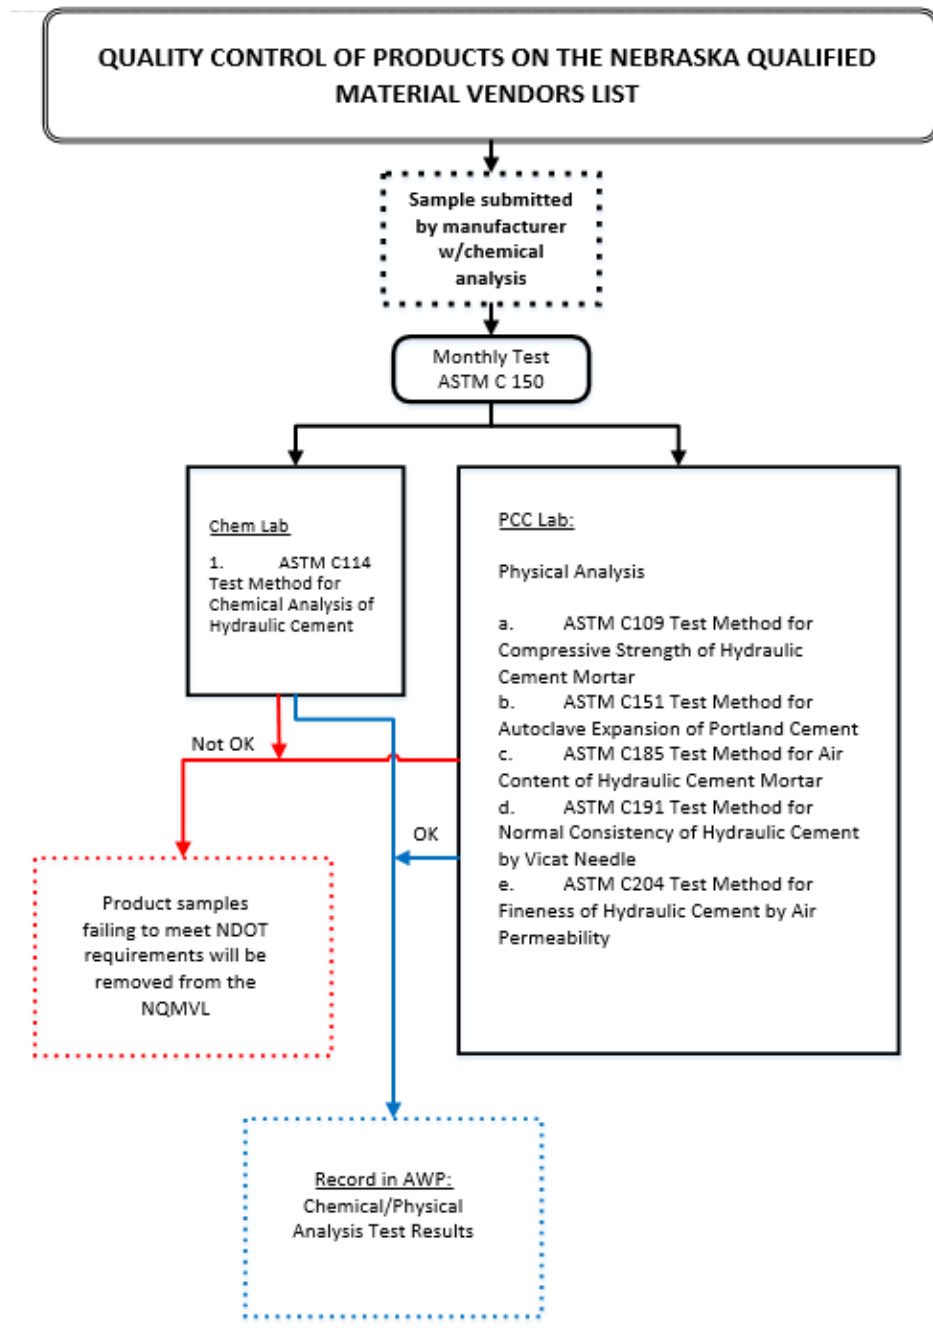 QUALITY CONTROL OF PRODUCTS ON THE NEBRASKA QUALIFIED
MATERIAL VENDORS LIST
Sample submitted
by manufacturer
w/chemical
analysis
Monthly Test
ASTM C 150
Chem Lab
1. ASTM C114
Test Method for
Chemical Analysis of
Hydraulic Cement
PCC Lab:
Physical Analysis
a. ASTM C109 Test Method for
Compressive Strength of Hydraulic
Cement Mortar
b. ASTM C151 Test Method for
Autoclave Expansion of Portland Cement
c. ASTM C185 Test Method for Air
Content of Hydraulic Cement Mortar
d. ASTM C191 Test Method for
Normal Consistency of Hydraulic Cement
by Vicat Needle
e. ASTM C204 Test Method for
Fineness of Hydraulic Cement by Air
Permeability
Not OK
OK
Product samples
failing to meet NDOT
requirements will be
removed from the
NQMVL
Record in AWP:
Chemical/Physical
Analysis Test Results